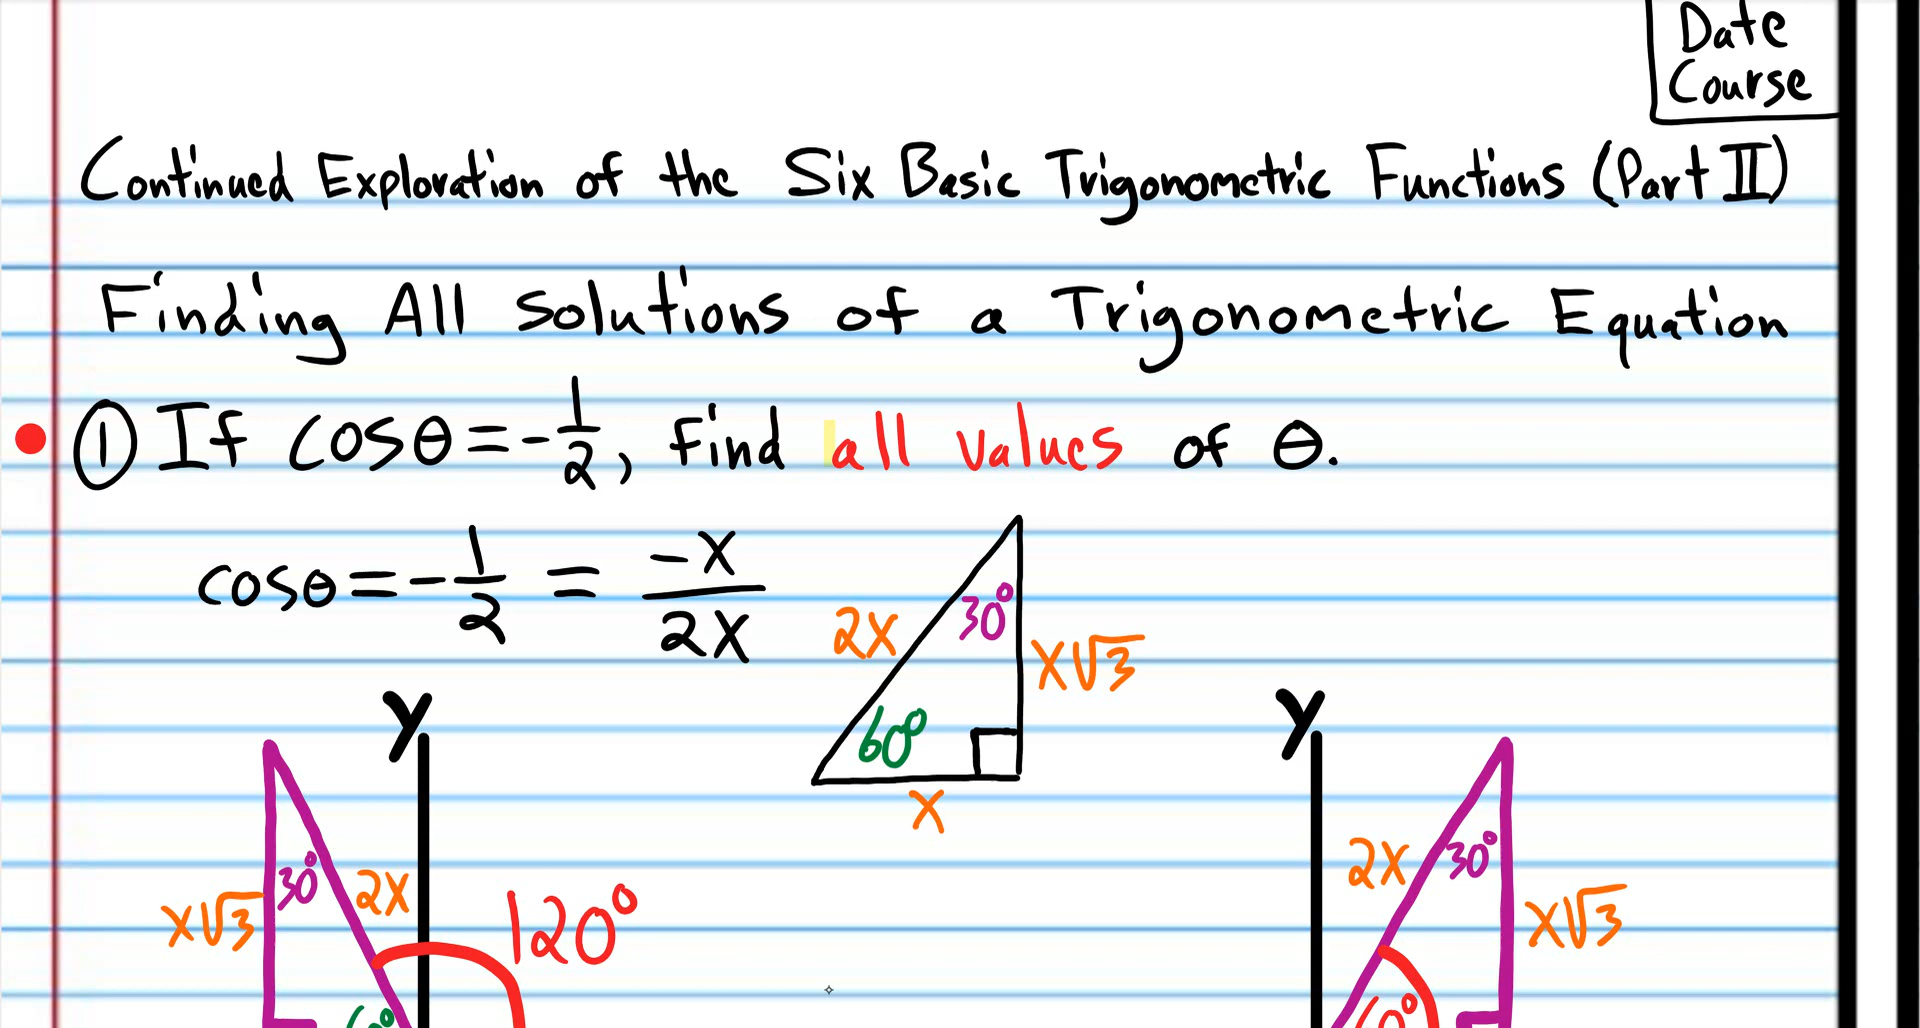 Date
Course
Continued Exploration of the Six Basic Trigonometric Functions (Part II)
Finding All Solutions of a Trigonometric Equation
① If cosθ=-1/2, find all values of θ.
cosθ=-1/2 = -x/2x
2x 30° x√3
60°
x
y y
30° 2x 2x 30°
x√3 120° x√3
60° 60°